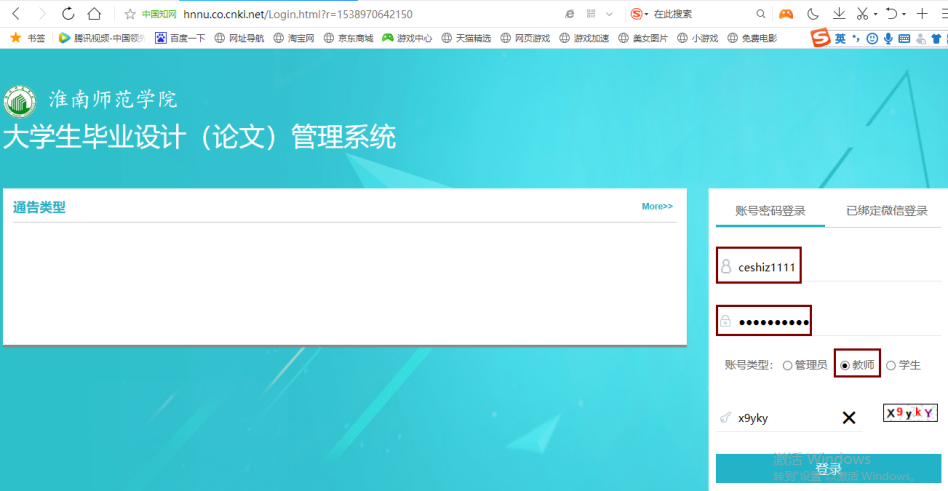 中国知网 hnnu.co.cnki.net/Login.html?r=1538970642150 在此搜索
书签 腾讯视频-中国领先 百度一下 网址导航 淘宝网 京东商城 游戏中心 天猫精选 网页游戏 游戏加速 美女图片 小游戏 免费电影 英
淮南师范学院
大学生毕业设计（论文）管理系统
通告类型 More>>
账号密码登录 已绑定微信登录
ceshiz1111
●●●●●●●●●●
账号类型： 管理员 教师 学生
x9yky X9ykY
登录
激活 Windows
转到"设置"以激活 Windows。